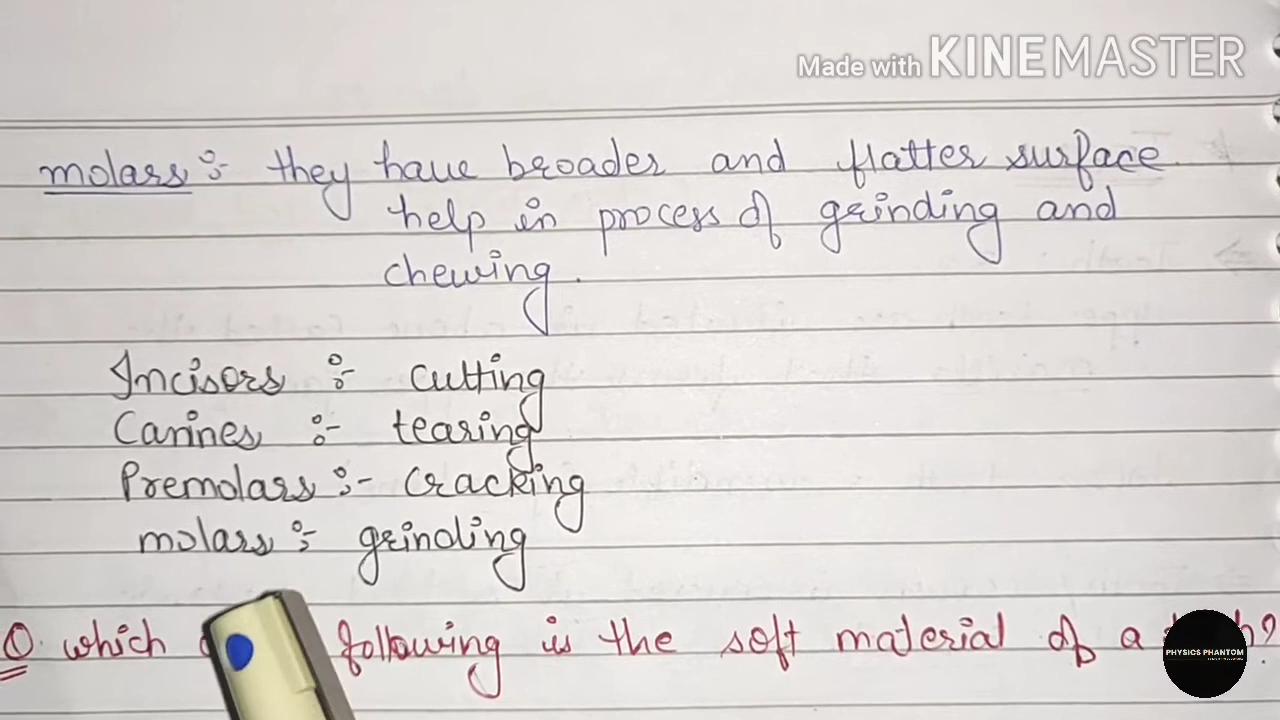 Made with KINEMASTER
molars :- they have broader and flatter surface
help in process of grinding and
chewing.
Incisors :- cutting
Canines :- tearing
Premolars :- cracking
molars :- grinding
Q. which following is the soft material of a
PHYSICS PHANTOM